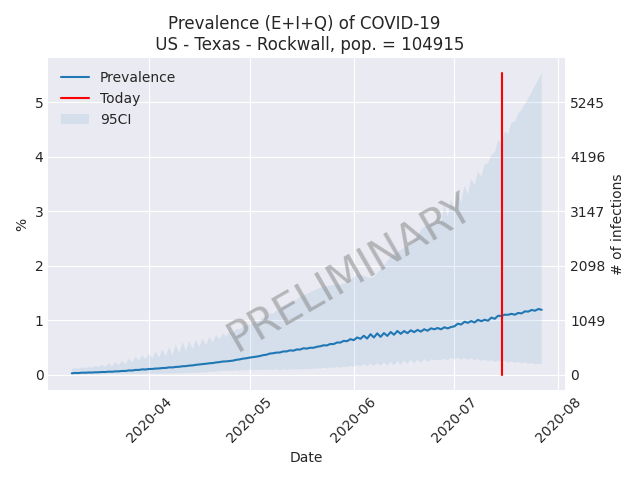 Prevalence (E+I+Q) of COVID-19
US - Texas - Rockwall, pop. = 104915
Prevalence
Today
95CI
5
4
3
2
1
0
%
5245
4196
3147
2098
1049
0
# of infections
PRELIMINARY
2020-04
2020-05
2020-06
2020-07
2020-08
Date